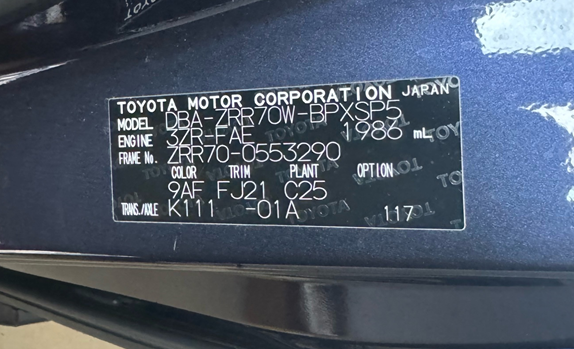 TOYOTA MOTOR CORPORATION JAPAN
MODEL DBA-ZRR70W-BPXSP5
ENGINE 3ZR-FAE 1986 mL
FRAME No. ZRR70-0553290
COLOR TRIM PLANT OPTION
9AF FJ21 C25
TRANS./AXLE K111 -01A 117